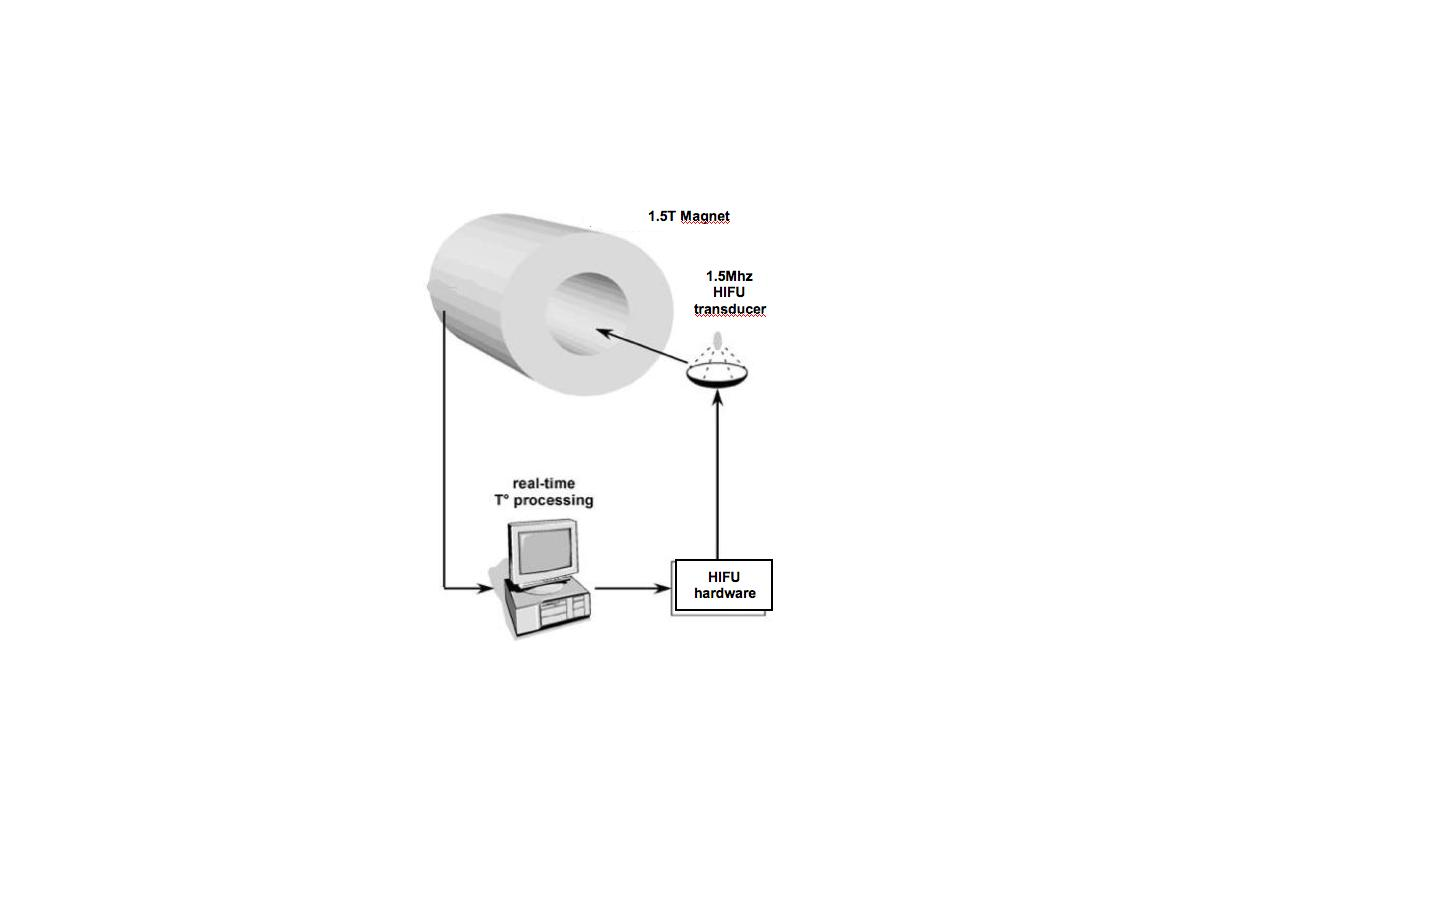 1.5T Magnet
1.5Mhz
HIFU
transducer
real-time
T° processing
HIFU
hardware